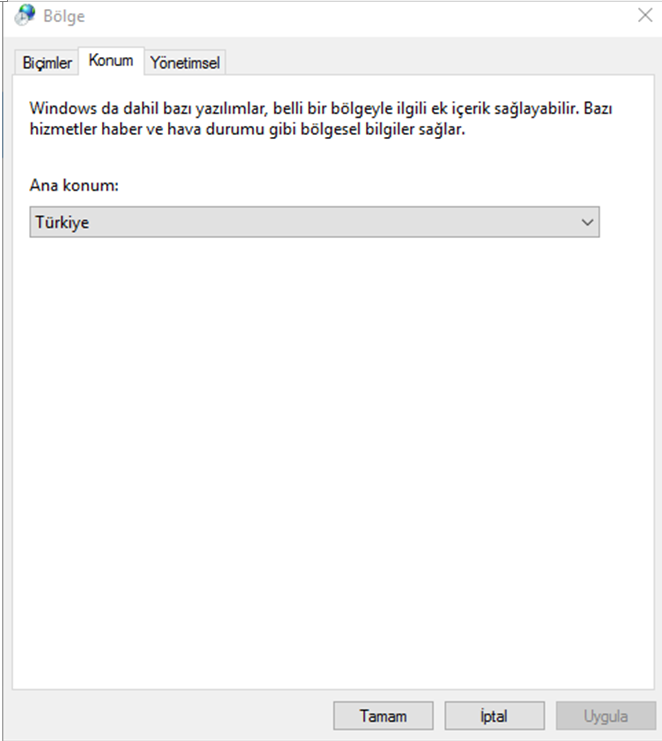 Bölge
Biçimler Konum Yönetimsel
Windows da dahil bazı yazılımlar, belli bir bölgeyle ilgili ek içerik sağlayabilir. Bazı
hizmetler haber ve hava durumu gibi bölgesel bilgiler sağlar.
Ana konum:
Türkiye
Tamam İptal Uygula